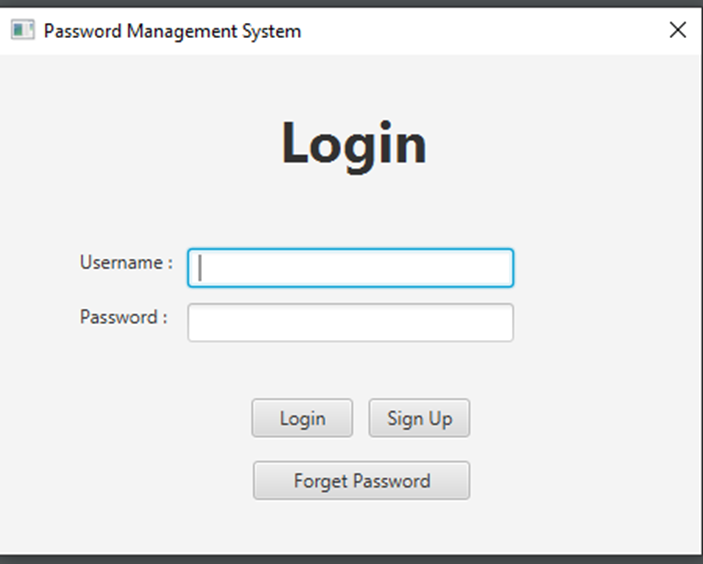 Password Management System
Login
Username :
Password :
Login Sign Up
Forget Password